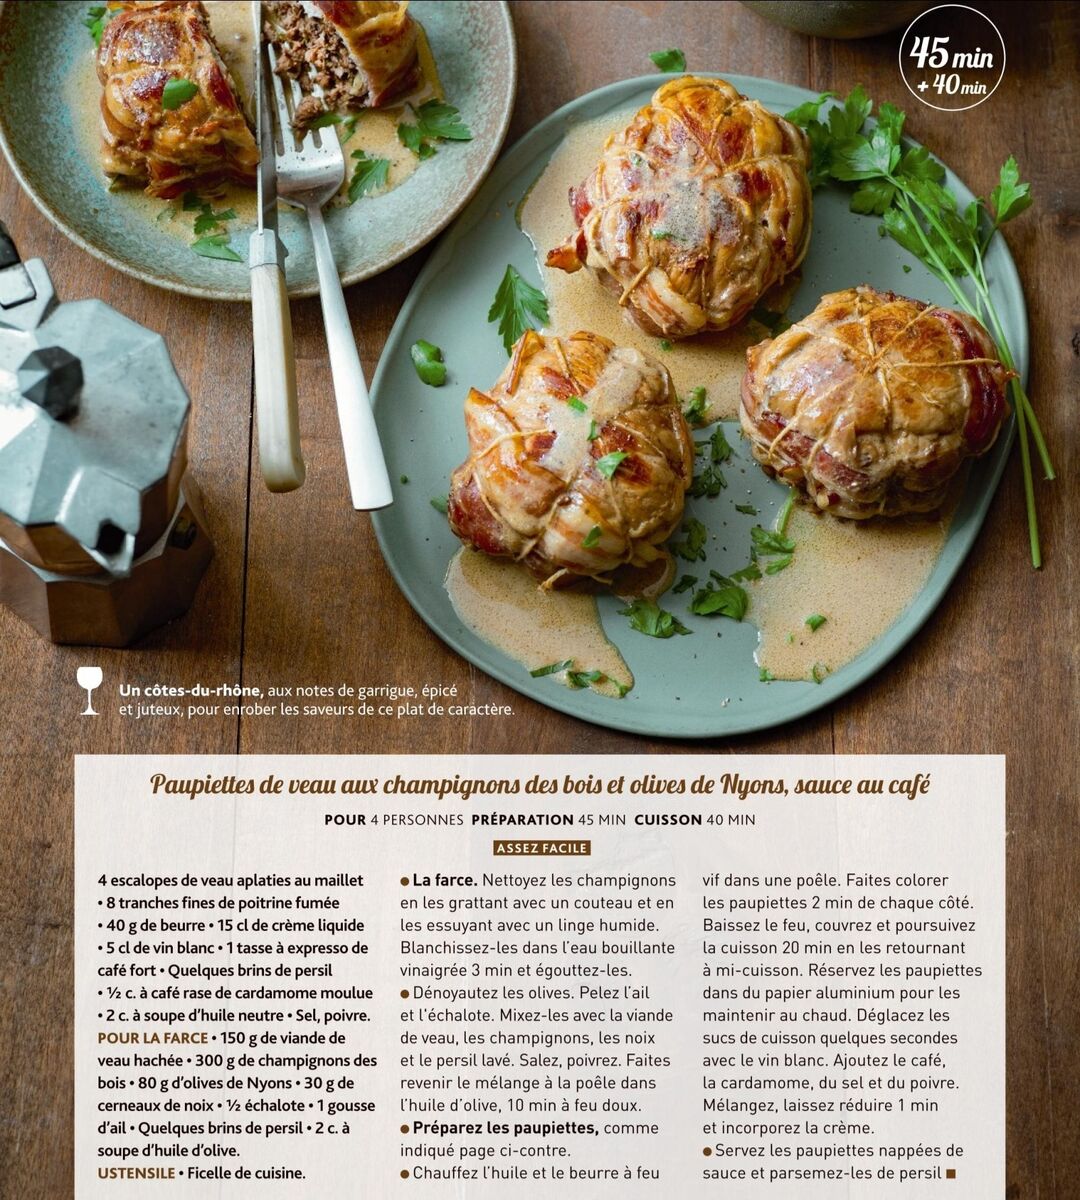 45 min
+ 40 min
Un côtes-du-rhône, aux notes de garrigue, épicé
et juteux, pour enrober les saveurs de ce plat de caractère.
Paupiettes de veau aux champignons des bois et olives de Nyons, sauce au café
POUR 4 PERSONNES PRÉPARATION 45 MIN CUISSON 40 MIN
ASSEZ FACILE
4 escalopes de veau aplaties au maillet
• 8 tranches fines de poitrine fumée
• 40 g de beurre • 15 cl de crème liquide
• 5 cl de vin blanc • 1 tasse à expresso de
café fort • Quelques brins de persil
• ½ c. à café rase de cardamome moulue
• 2 c. à soupe d'huile neutre • Sel, poivre.
POUR LA FARCE • 150 g de viande de
veau hachée • 300 g de champignons des
bois • 80 g d'olives de Nyons • 30 g de
cerneaux de noix • ½ échalote • 1 gousse
d'ail • Quelques brins de persil • 2 c. à
soupe d'huile d'olive.
USTENSILE • Ficelle de cuisine.
● La farce. Nettoyez les champignons
en les grattant avec un couteau et en
les essuyant avec un linge humide.
Blanchissez-les dans l'eau bouillante
vinaigrée 3 min et égouttez-les.
● Dénoyautez les olives. Pelez l'ail
et l'échalote. Mixez-les avec la viande
de veau, les champignons, les noix
et le persil lavé. Salez, poivrez. Faites
revenir le mélange à la poêle dans
l'huile d'olive, 10 min à feu doux.
● Préparez les paupiettes, comme
indiqué page ci-contre.
● Chauffez l'huile et le beurre à feu
vif dans une poêle. Faites colorer
les paupiettes 2 min de chaque côté.
Baissez le feu, couvrez et poursuivez
la cuisson 20 min en les retournant
à mi-cuisson. Réservez les paupiettes
dans du papier aluminium pour les
maintenir au chaud. Déglacez les
sucs de cuisson quelques secondes
avec le vin blanc. Ajoutez le café,
la cardamome, du sel et du poivre.
Mélangez, laissez réduire 1 min
et incorporez la crème.
● Servez les paupiettes nappées de
sauce et parsemez-les de persil ■